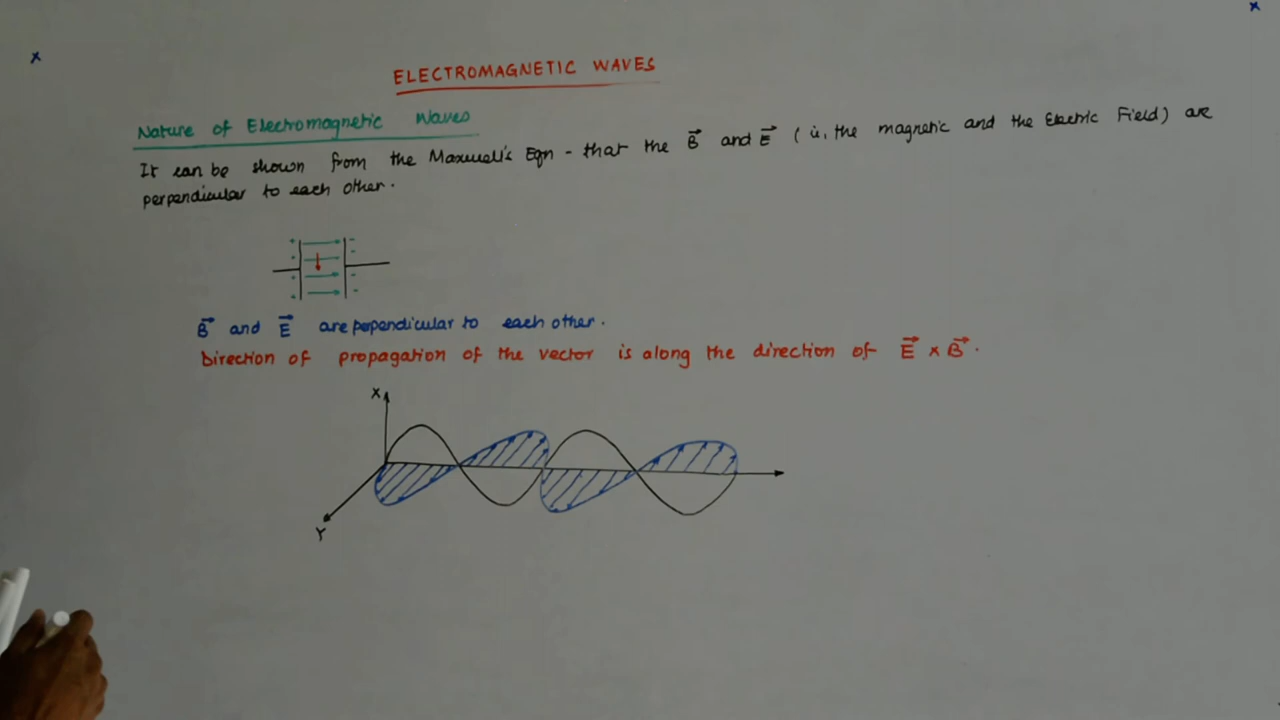 x
x
ELECTROMAGNETIC WAVES
Nature of Electromagnetic Waves
It can be shown from the Maxwell's Eqn - that the B⃗ and E⃗ (i.e, the magnetic and the Electric Field) are
perpendicular to each other.
+ -
+ -
+ -
+ -
B⃗ and E⃗ are perpendicular to each other.
Direction of propagation of the vector is along the direction of E⃗ x B⃗.
X
Y